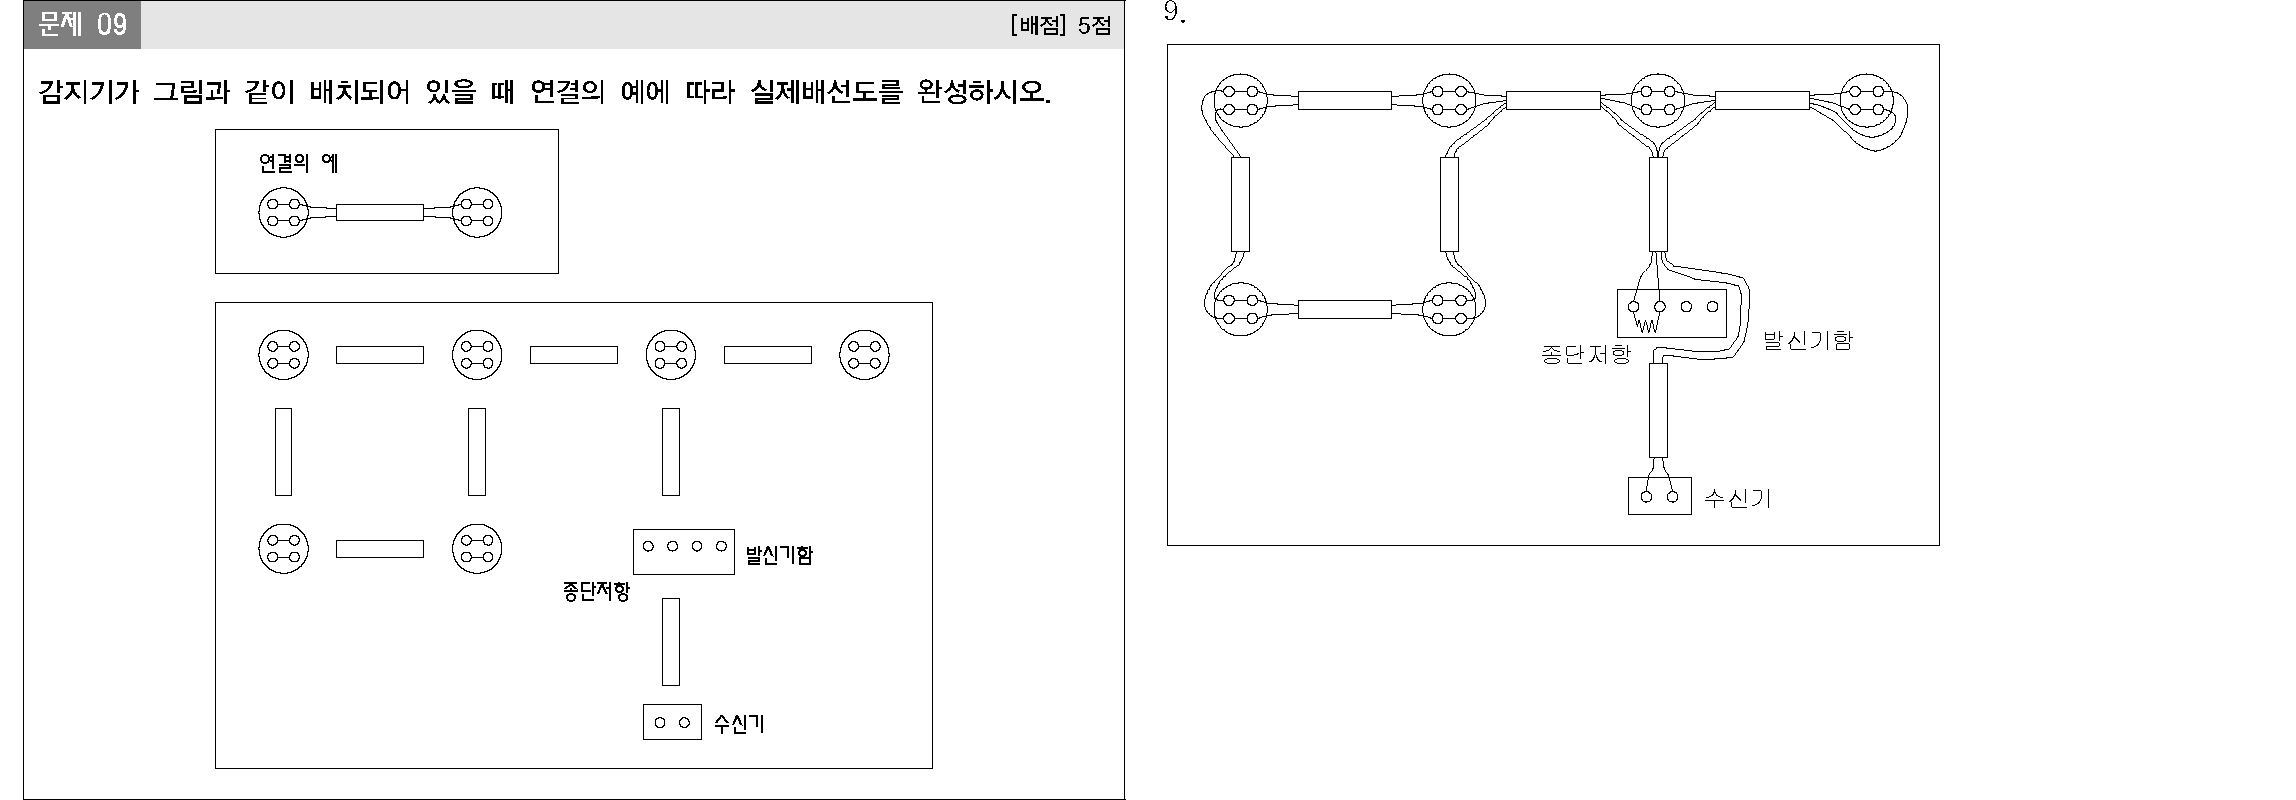 문제 09
[배점] 5점
감지기가 그림과 같이 배치되어 있을 때 연결의 예에 따라 실제배선도를 완성하시오.
연결의 예
발신기함
종단저항
수신기
9.
발신기함
종단저항
수신기